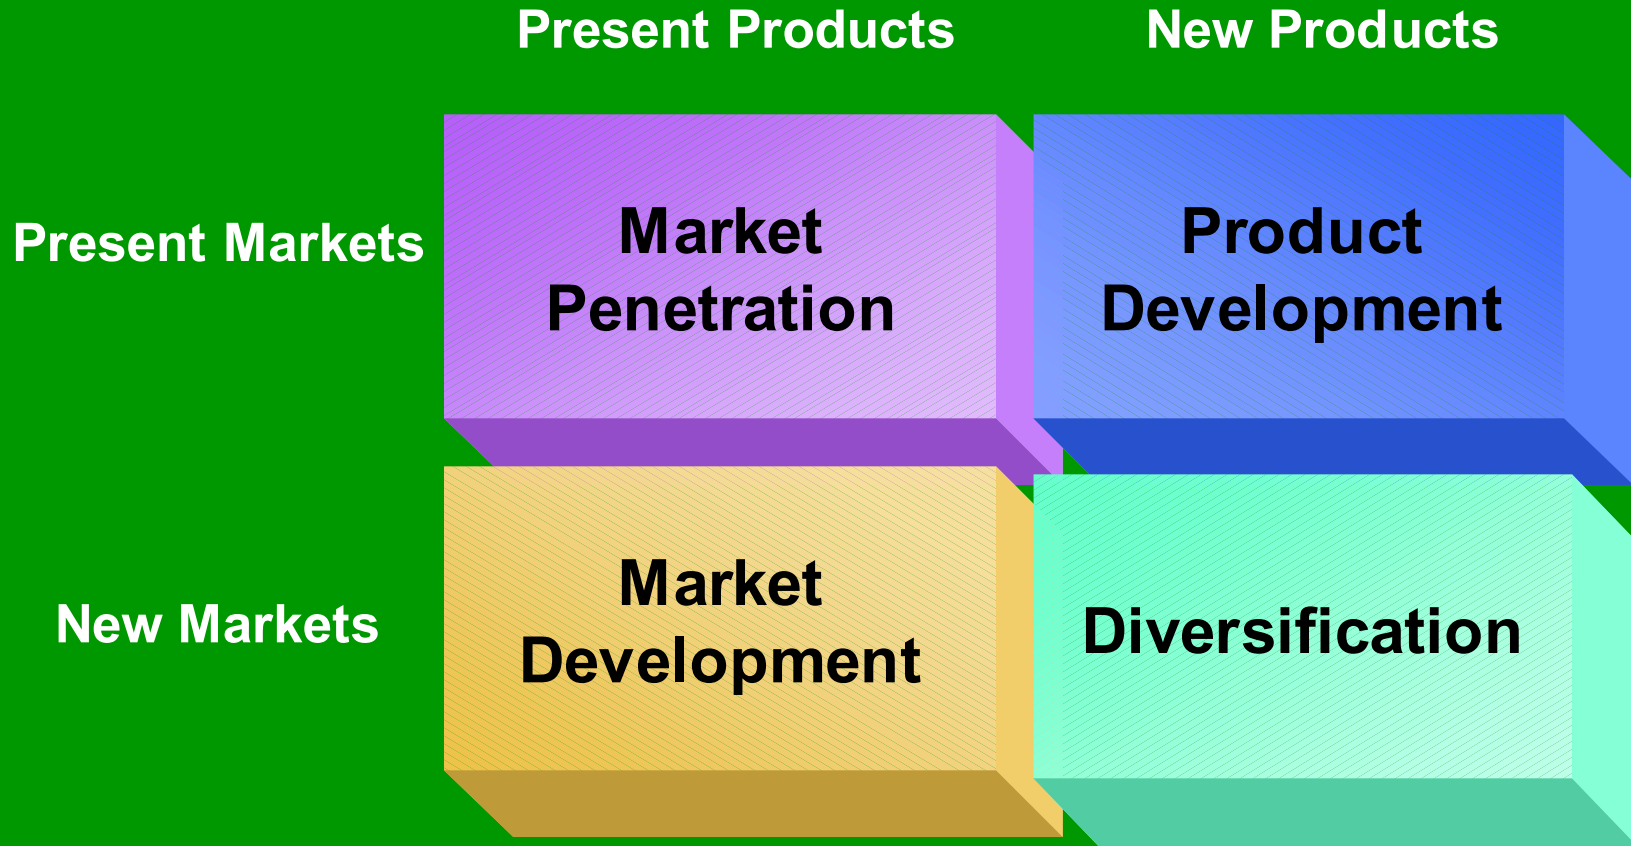 Present Products
New Products
Present Markets
Market
Penetration
Product
Development
New Markets
Market
Development
Diversification